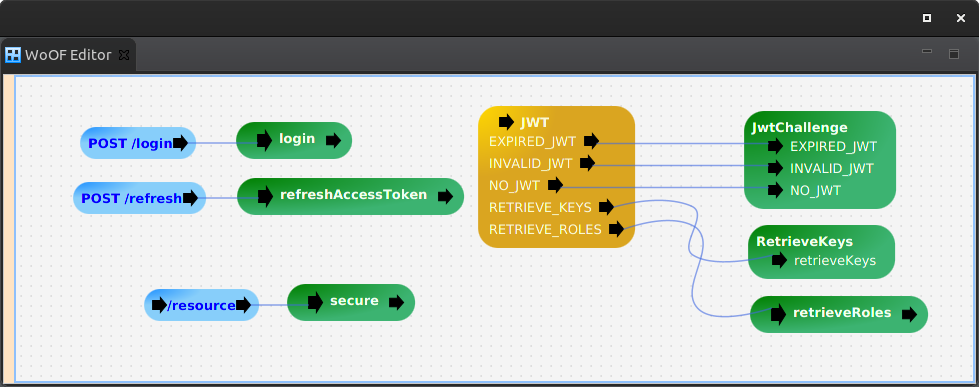 WoOF Editor
POST /login
login
POST /refresh
refreshAccessToken
/resource
secure
JWT
EXPIRED_JWT
INVALID_JWT
NO_JWT
RETRIEVE_KEYS
RETRIEVE_ROLES
JwtChallenge
EXPIRED_JWT
INVALID_JWT
NO_JWT
RetrieveKeys
retrieveKeys
retrieveRoles